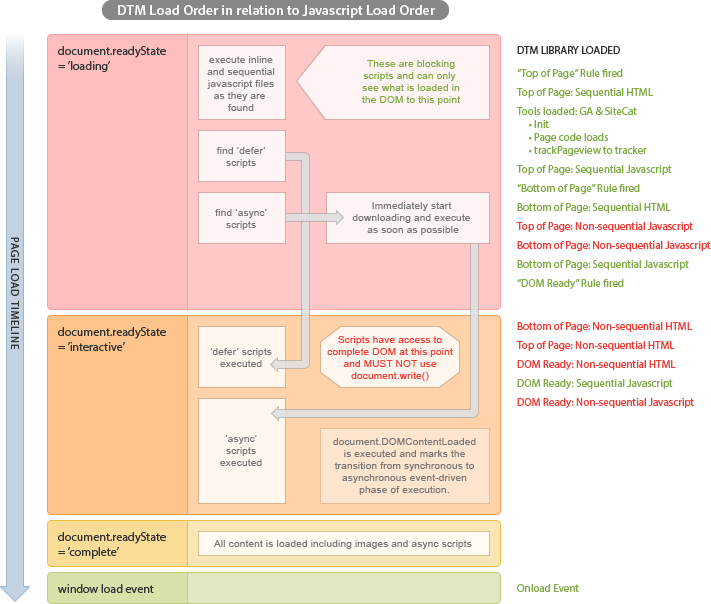 DTM Load Order in relation to Javascript Load Order
PAGE LOAD TIMELINE
document.readyState
= 'loading'
execute inline
and sequential
javascript files
as they are
found
These are blocking
scripts and can only
see what is loaded
in the DOM to this point
find 'defer'
scripts
find 'async'
scripts
Immediately start
downloading and execute
as soon as possible
document.readyState
= 'interactive'
'defer' scripts
executed
Scripts have access to
complete DOM at this point
and MUST NOT use
document.write()
'async'
scripts
executed
document.DOMContentLoaded
is executed and marks the
transition from synchronous to
asynchronous event-driven
phase of execution.
document.readyState
= 'complete'
All content is loaded including images and async scripts
window load event
DTM LIBRARY LOADED
"Top of Page" Rule fired
Top of Page: Sequential HTML
Tools loaded: GA & SiteCat
• Init
• Page code loads
• trackPageview to tracker
Top of Page: Sequential Javascript
"Bottom of Page" Rule fired
Bottom of Page: Sequential HTML
Top of Page: Non-sequential Javascript
Bottom of Page: Non-sequential Javascript
Bottom of Page: Sequential Javascript
"DOM Ready" Rule fired
Bottom of Page: Non-sequential HTML
Top of Page: Non-sequential HTML
DOM Ready: Non-sequential HTML
DOM Ready: Sequential Javascript
DOM Ready: Non-sequential Javascript
Onload Event